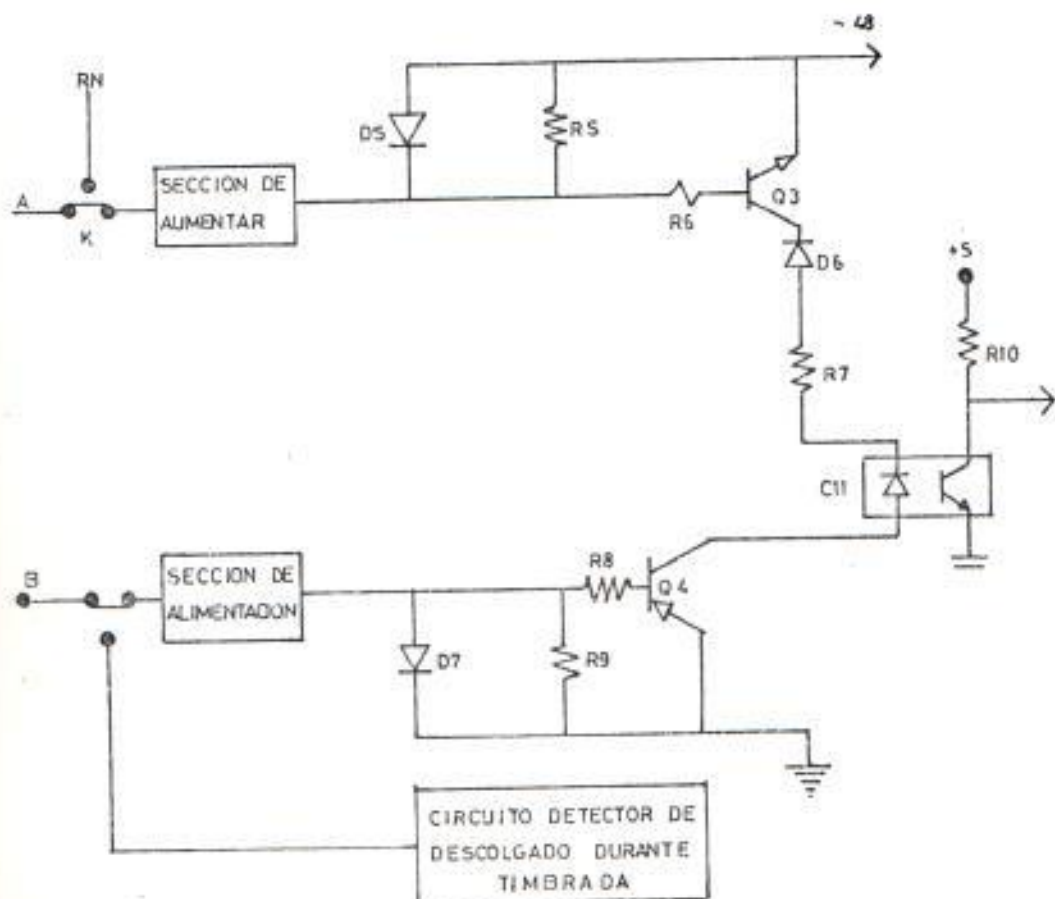 - 48
RN
D5
R5
A
SECCION DE
AUMENTAR
K
R6
Q3
D6
+5
R10
R7
C11
B
SECCION DE
ALIMENTADON
R8
Q4
D7
R9
CIRCUITO DETECTOR DE
DESCOLGADO DURANTE
TIMBRADA